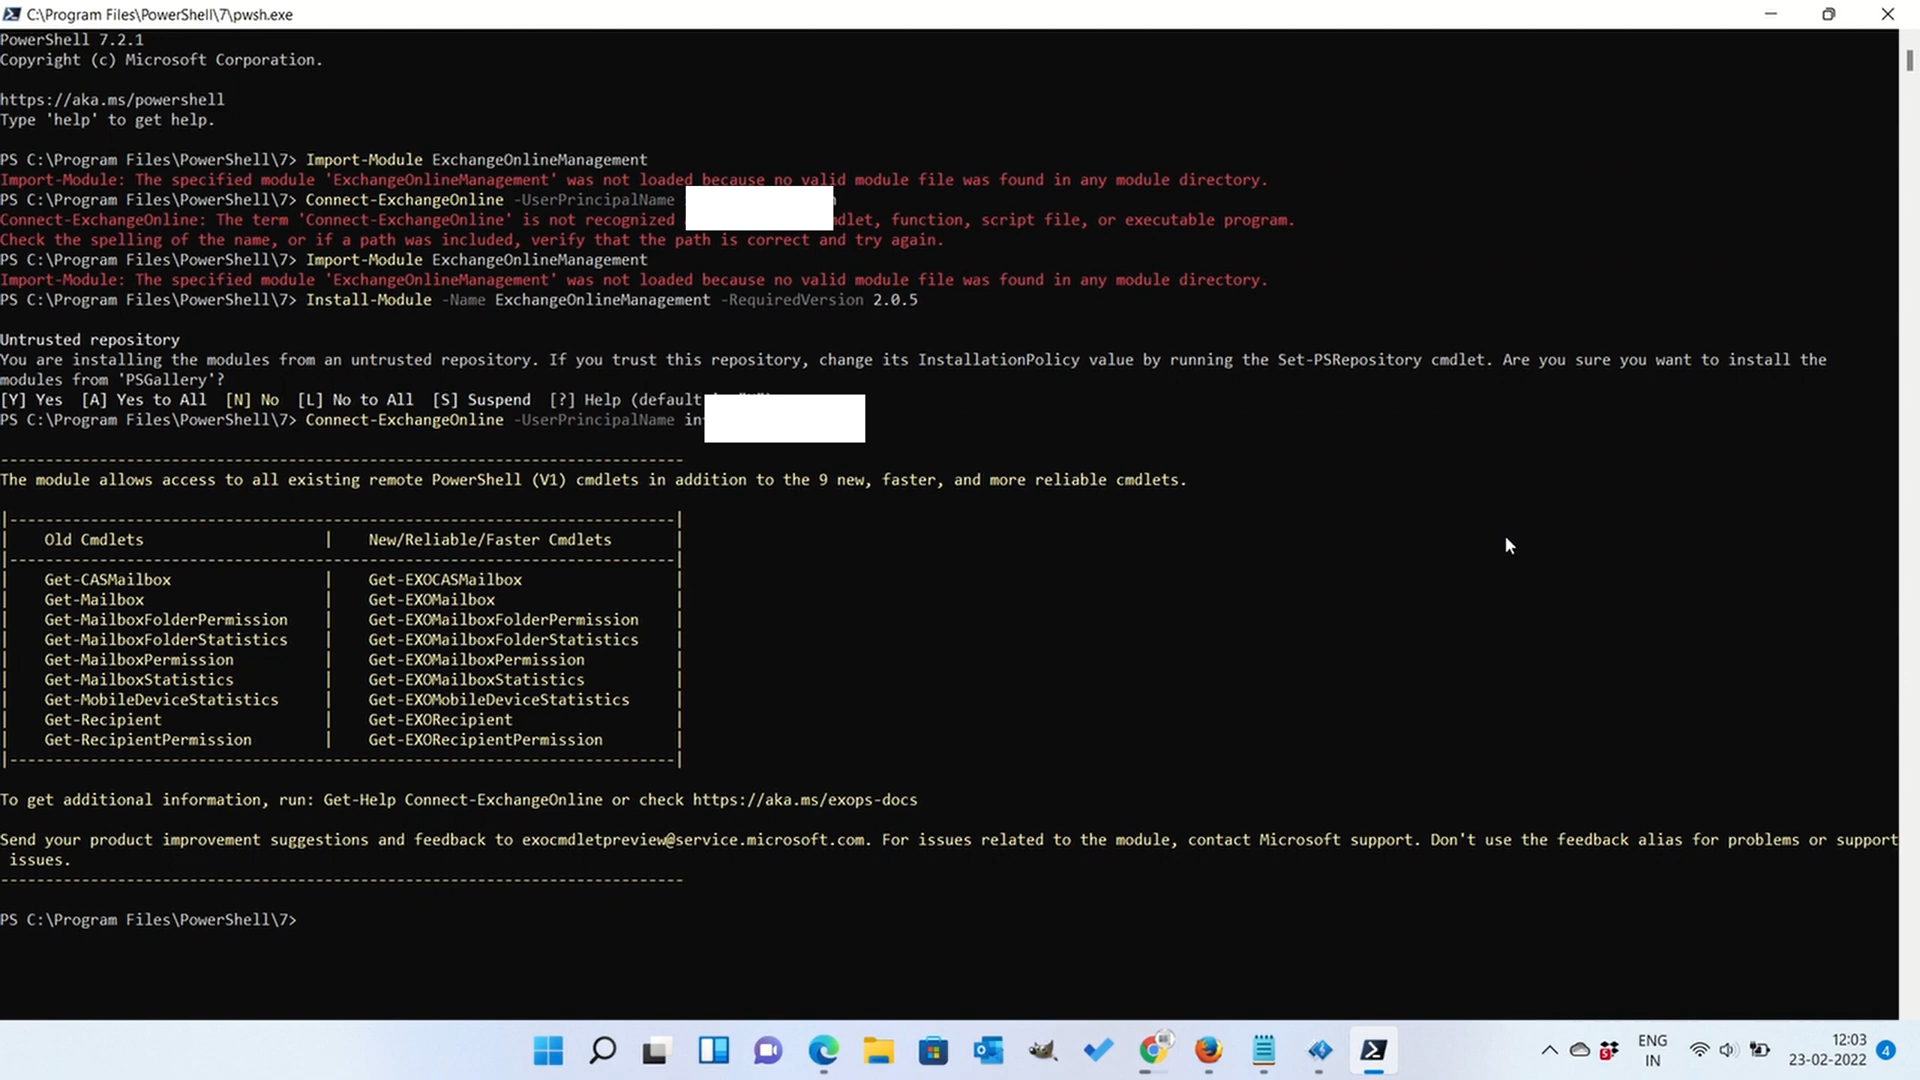 C:\Program Files\PowerShell\7\pwsh.exe
PowerShell 7.2.1
Copyright (c) Microsoft Corporation.
https://aka.ms/powershell
Type 'help' to get help.
PS C:\Program Files\PowerShell\7> Import-Module ExchangeOnlineManagement
Import-Module: The specified module 'ExchangeOnlineManagement' was not loaded because no valid module file was found in any module directory.
PS C:\Program Files\PowerShell\7> Connect-ExchangeOnline -UserPrincipalName
Connect-ExchangeOnline: The term 'Connect-ExchangeOnline' is not recognized dlet, function, script file, or executable program.
Check the spelling of the name, or if a path was included, verify that the path is correct and try again.
PS C:\Program Files\PowerShell\7> Import-Module ExchangeOnlineManagement
Import-Module: The specified module 'ExchangeOnlineManagement' was not loaded because no valid module file was found in any module directory.
PS C:\Program Files\PowerShell\7> Install-Module -Name ExchangeOnlineManagement -RequiredVersion 2.0.5
Untrusted repository
You are installing the modules from an untrusted repository. If you trust this repository, change its InstallationPolicy value by running the Set-PSRepository cmdlet. Are you sure you want to install the
modules from 'PSGallery'?
[Y] Yes [A] Yes to All [N] No [L] No to All [S] Suspend [?] Help (default
PS C:\Program Files\PowerShell\7> Connect-ExchangeOnline -UserPrincipalName in
----------------------------------------------------------------------------
The module allows access to all existing remote PowerShell (V1) cmdlets in addition to the 9 new, faster, and more reliable cmdlets.
|--------------------------------------------------------------------------|
| Old Cmdlets | New/Reliable/Faster Cmdlets |
|--------------------------------------------------------------------------|
| Get-CASMailbox | Get-EXOCASMailbox |
| Get-Mailbox | Get-EXOMailbox |
| Get-MailboxFolderPermission | Get-EXOMailboxFolderPermission |
| Get-MailboxFolderStatistics | Get-EXOMailboxFolderStatistics |
| Get-MailboxPermission | Get-EXOMailboxPermission |
| Get-MailboxStatistics | Get-EXOMailboxStatistics |
| Get-MobileDeviceStatistics | Get-EXOMobileDeviceStatistics |
| Get-Recipient | Get-EXORecipient |
| Get-RecipientPermission | Get-EXORecipientPermission |
|--------------------------------------------------------------------------|
To get additional information, run: Get-Help Connect-ExchangeOnline or check https://aka.ms/exops-docs
Send your product improvement suggestions and feedback to exocmdletpreview@service.microsoft.com. For issues related to the module, contact Microsoft support. Don't use the feedback alias for problems or support
issues.
----------------------------------------------------------------------------
PS C:\Program Files\PowerShell\7>
ENG
IN
12:03
23-02-2022
4